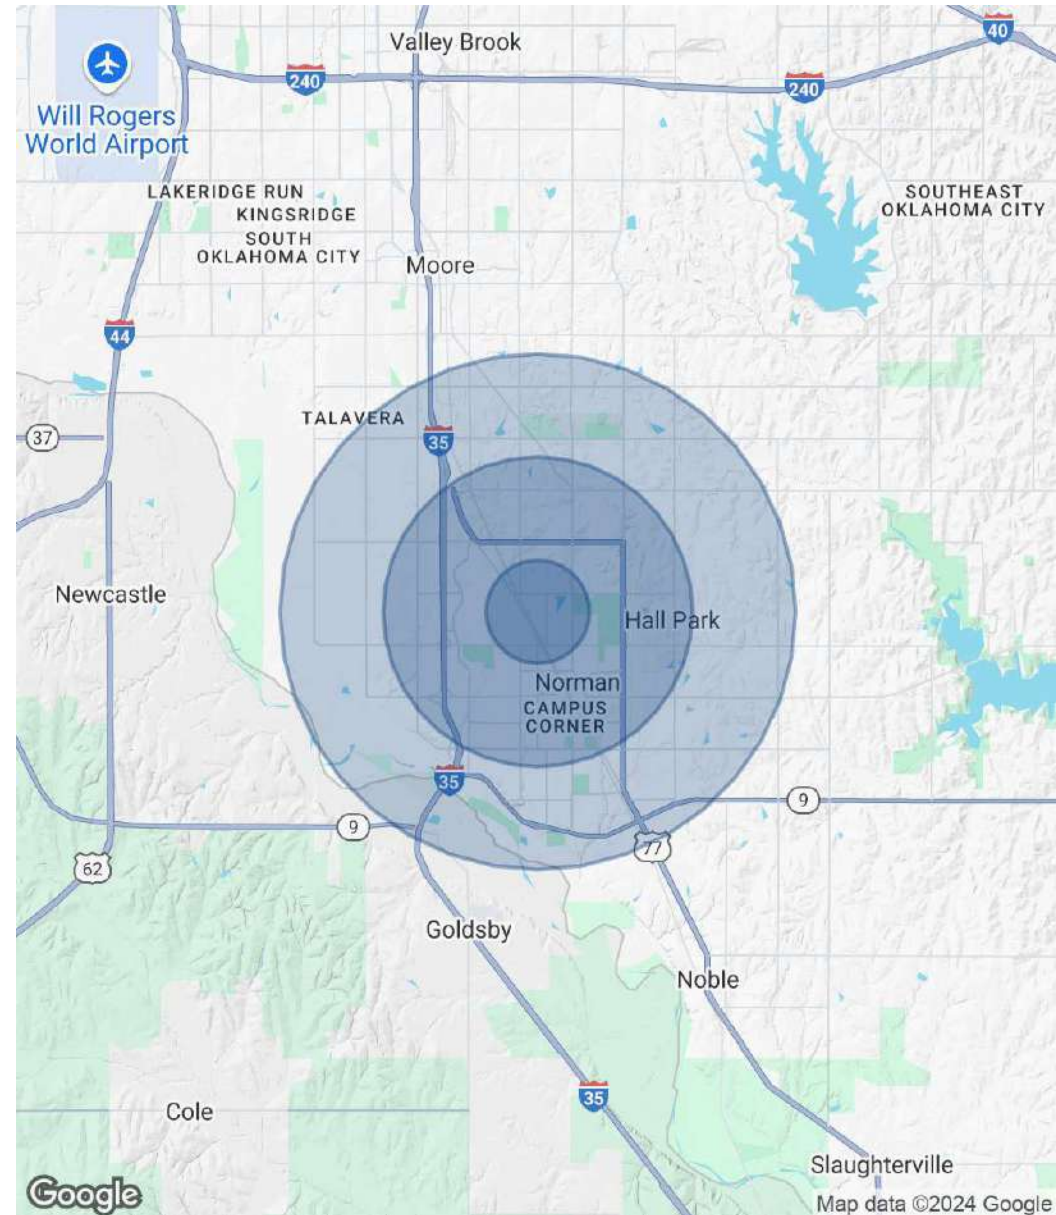 Valley Brook
40
240
240
Will Rogers
World Airport
LAKERIDGE RUN
KINGSRIDGE
SOUTH
OKLAHOMA CITY
SOUTHEAST
OKLAHOMA CITY
Moore
44
TALAVERA
37
35
Newcastle
Hall Park
Norman
CAMPUS
CORNER
35
9
9
77
62
Goldsby
Noble
35
Cole
Slaughterville
Google
Map data ©2024 Google